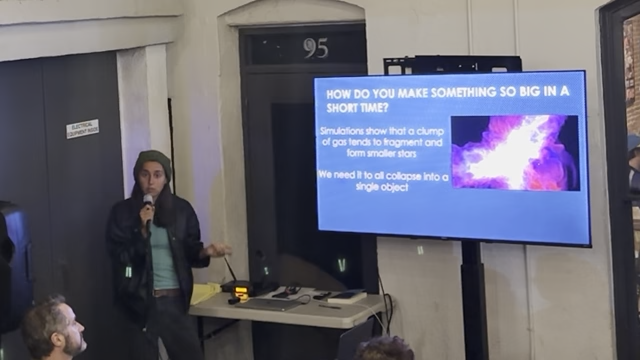 95
HOW DO YOU MAKE SOMETHING SO BIG IN A
SHORT TIME?
Simulations show that a clump
of gas tends to fragment and
form smaller stars
We need it to all collapse into a
single object
ELECTRICAL
EQUIPMENT ROOM